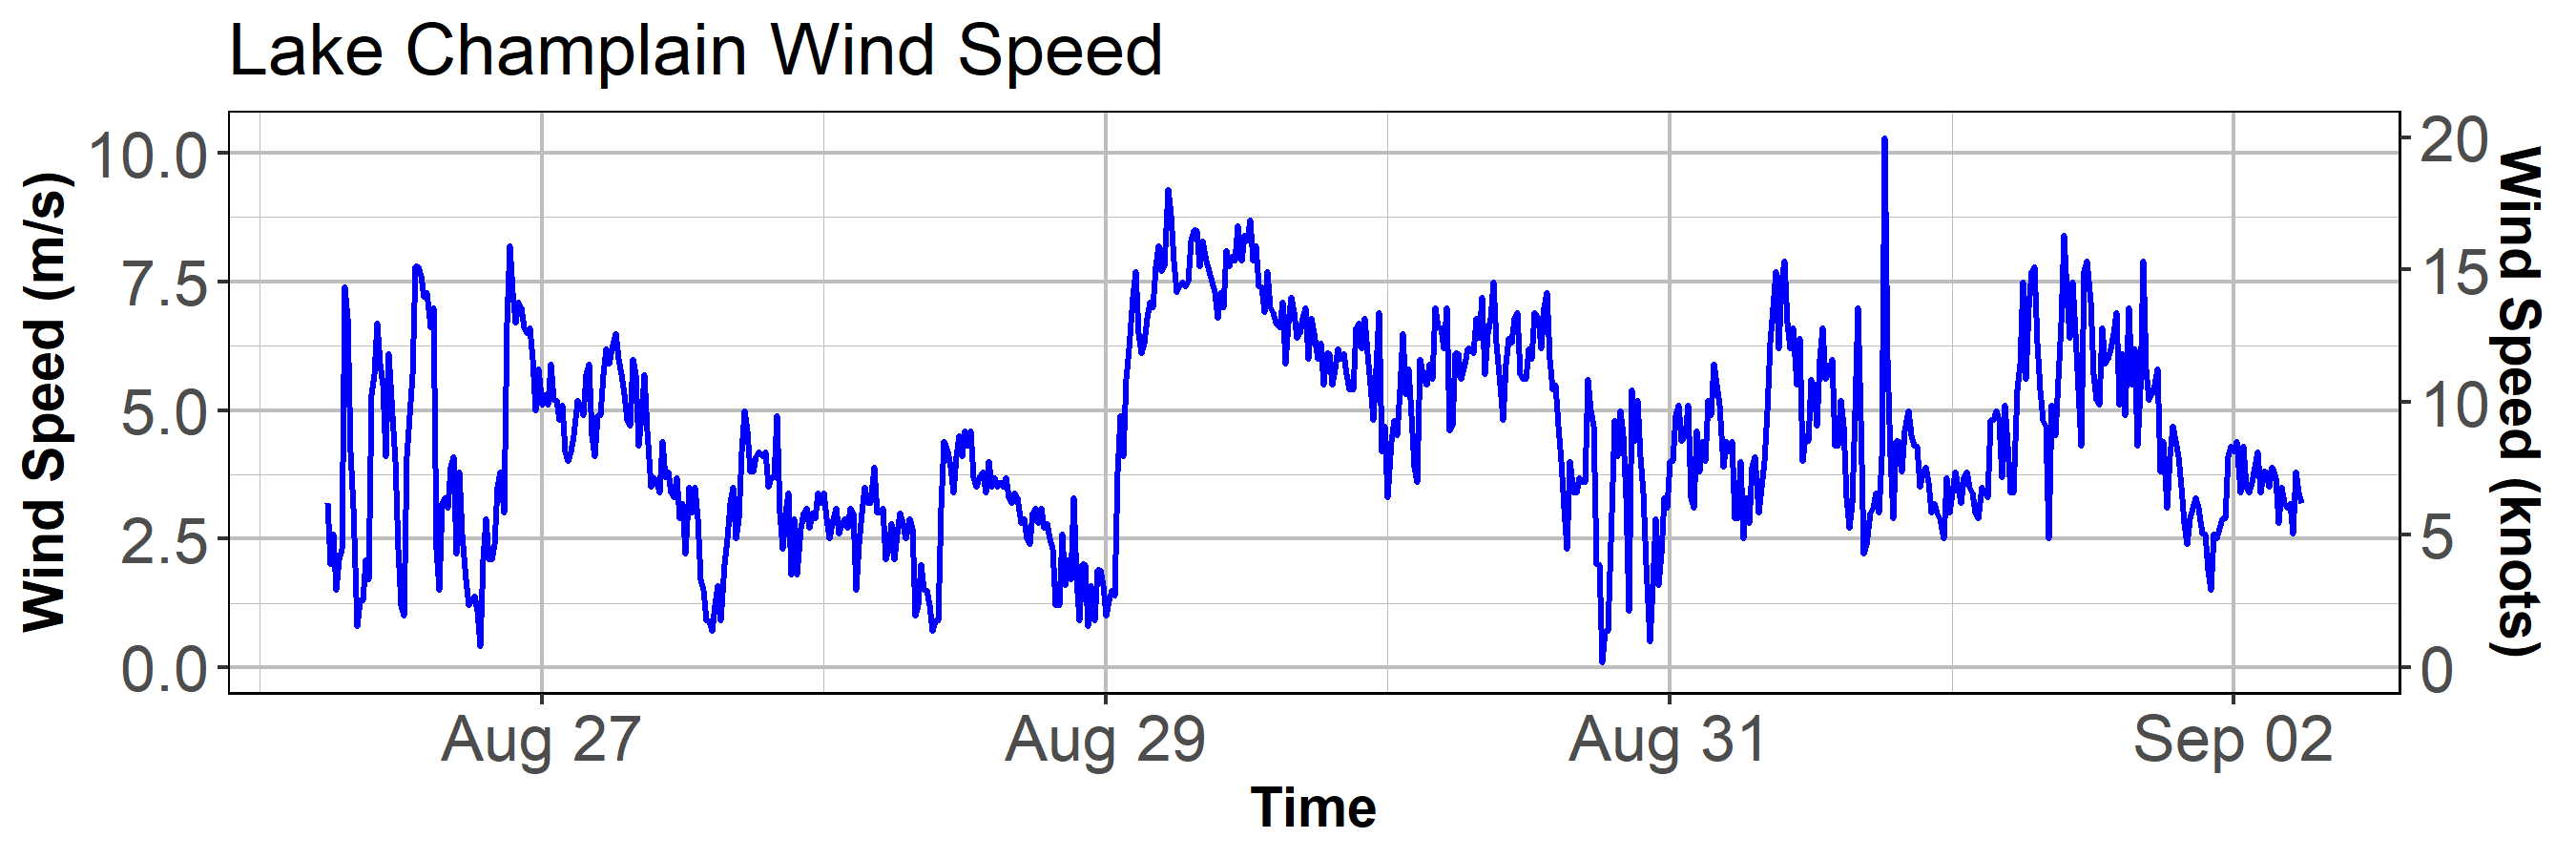 Lake Champlain Wind Speed
Wind Speed (m/s)
10.0
7.5
5.0
2.5
0.0
20
15
10
5
0
Wind Speed (knots)
Aug 27
Aug 29
Aug 31
Sep 02
Time